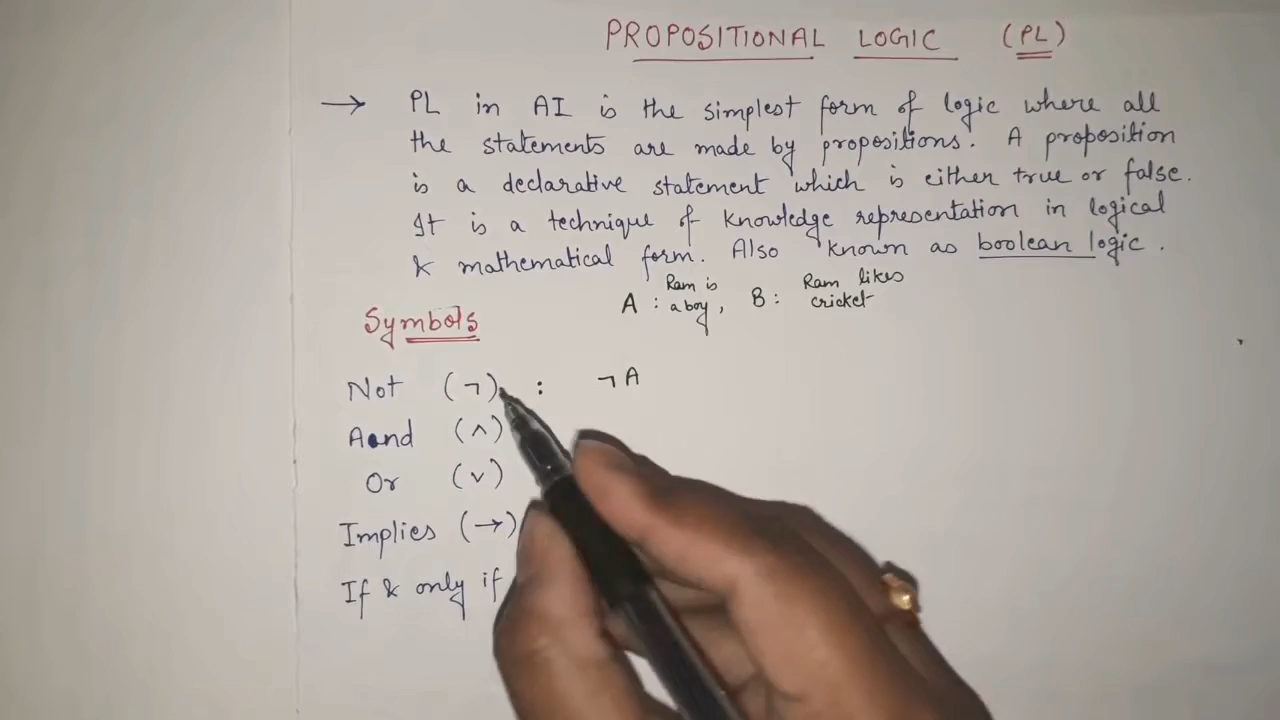 PROPOSITIONAL LOGIC (PL)
→ PL in AI is the simplest form of logic where all
the statements are made by propositions. A proposition
is a declarative statement which is either true or false.
It is a technique of knowledge representation in logical
& mathematical form. Also known as boolean logic.
A : Ram is a boy, B : Ram likes cricket
Symbols
Not (¬) : ¬A
And (∧)
Or (∨)
Implies (→)
If & only if